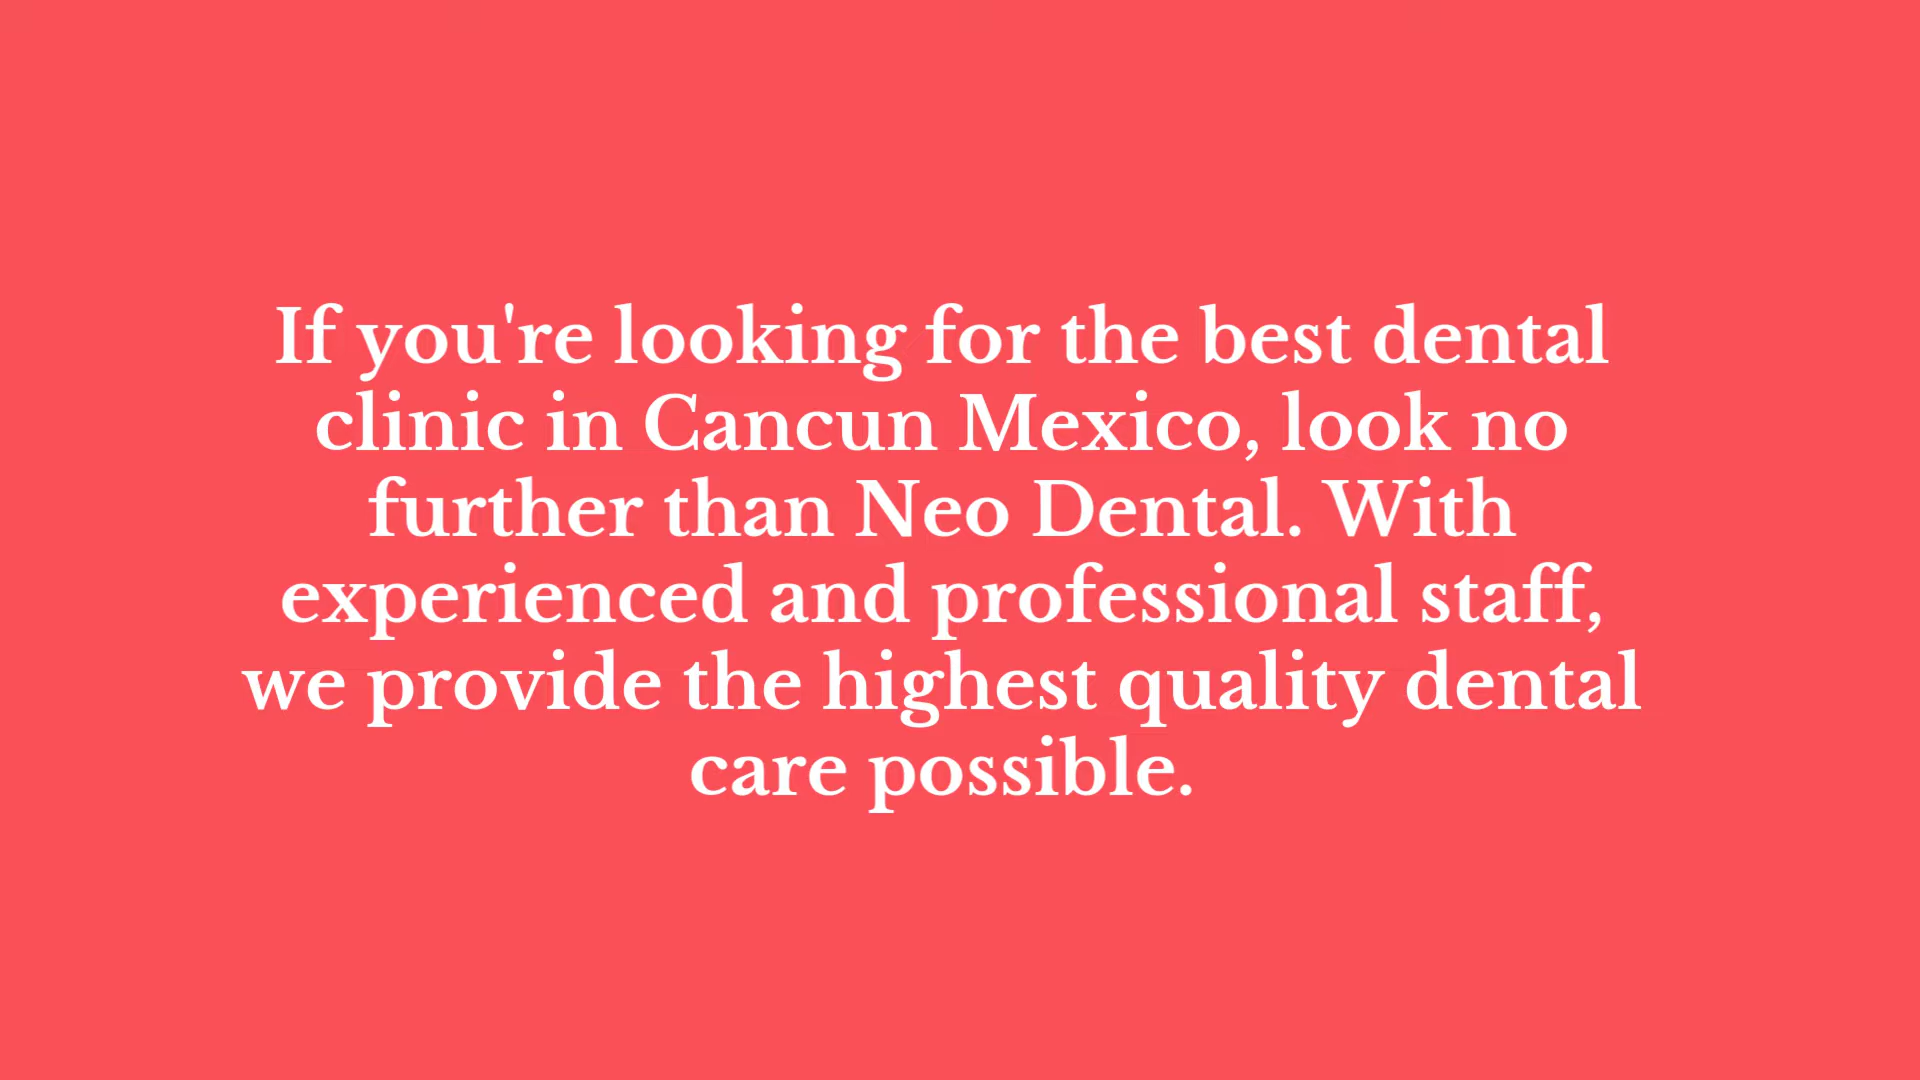 If you're looking for the best dental
clinic in Cancun Mexico, look no
further than Neo Dental. With
experienced and professional staff,
we provide the highest quality dental
care possible.